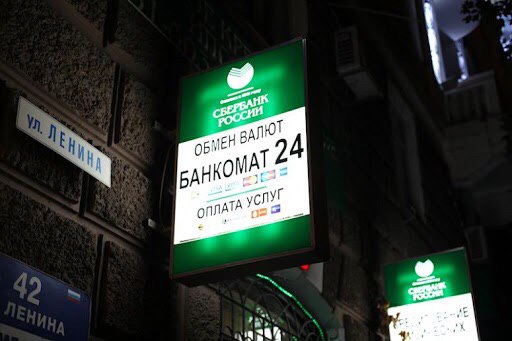 ул. ЛЕНИНА
СБЕРБАНК
РОССИИ
ОБМЕН ВАЛЮТ
БАНКОМАТ 24
ОПЛАТА УСЛУГ
42
ЛЕНИНА
СБЕРБАНК
РОССИИ